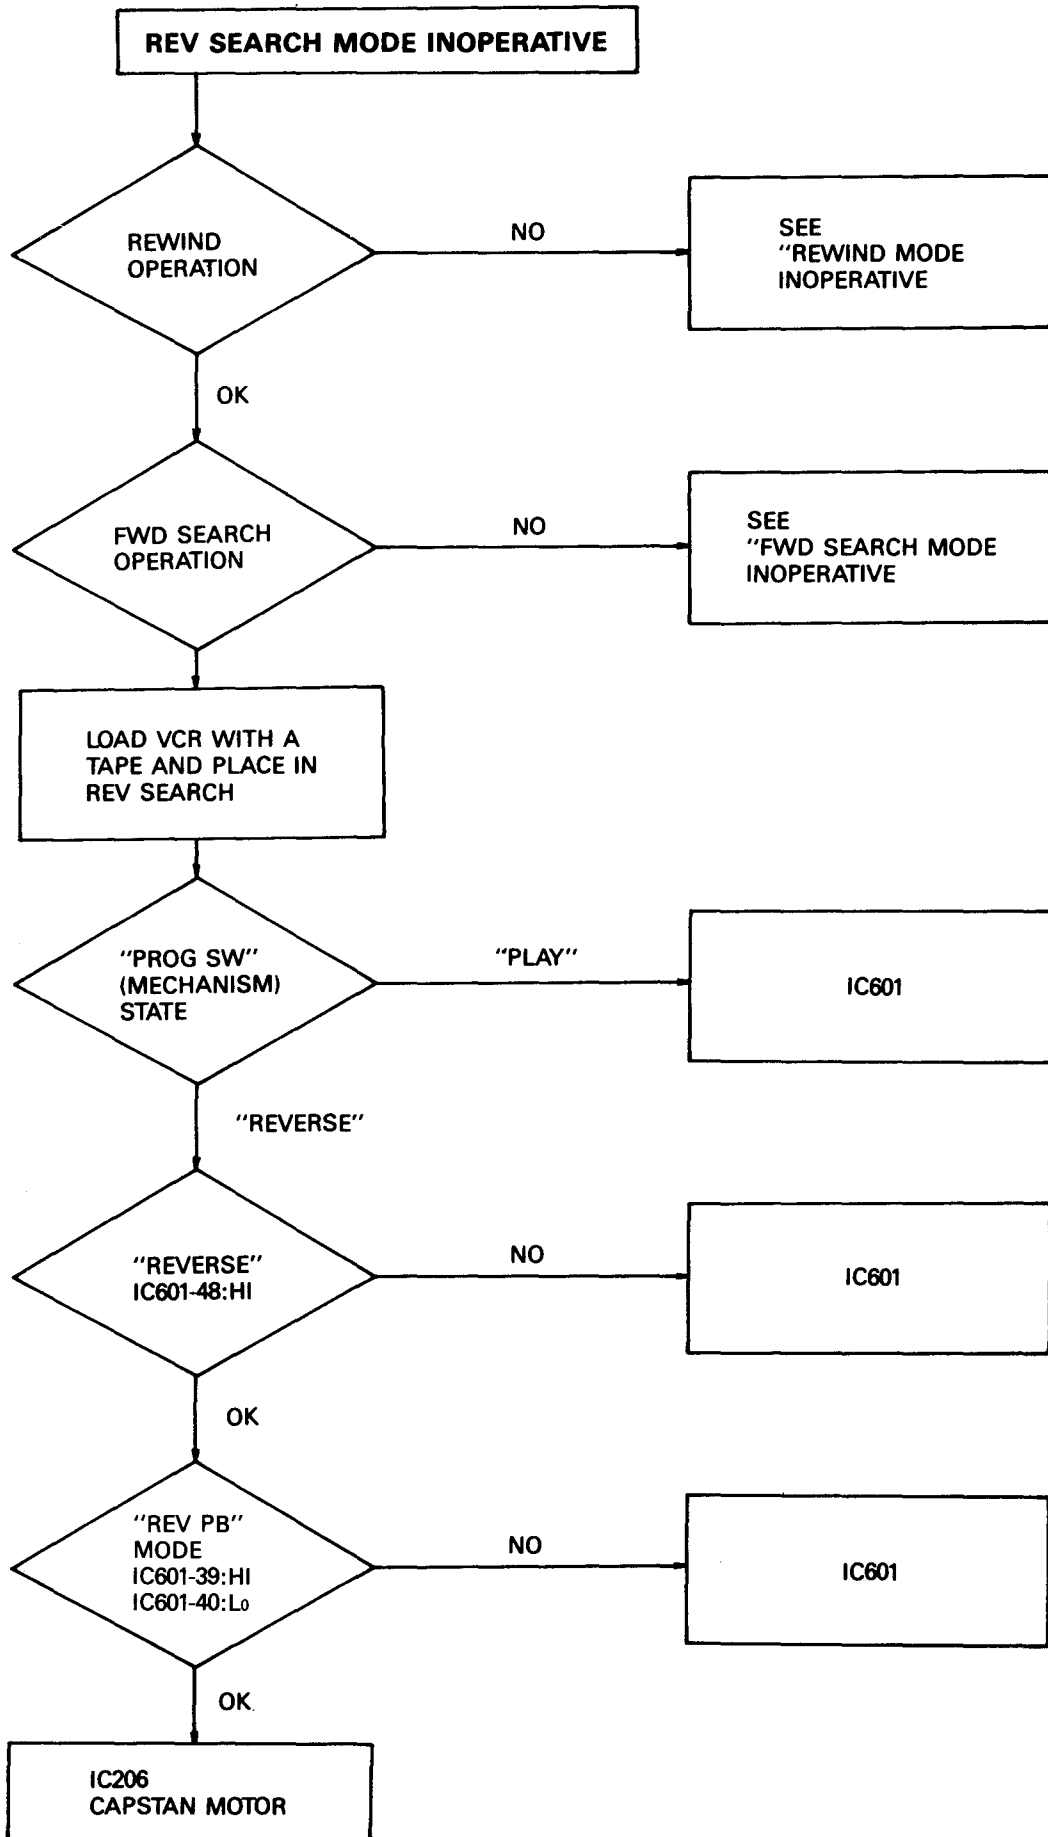 REV SEARCH MODE INOPERATIVE
REWIND
OPERATION
NO
SEE
"REWIND MODE
INOPERATIVE
OK
FWD SEARCH
OPERATION
NO
SEE
"FWD SEARCH MODE
INOPERATIVE
LOAD VCR WITH A
TAPE AND PLACE IN
REV SEARCH
"PROG SW"
(MECHANISM)
STATE
"PLAY"
IC601
"REVERSE"
"REVERSE"
IC601-48:HI
NO
IC601
OK
"REV PB"
MODE
IC601-39:HI
IC601-40:Lo
NO
IC601
OK
IC206
CAPSTAN MOTOR